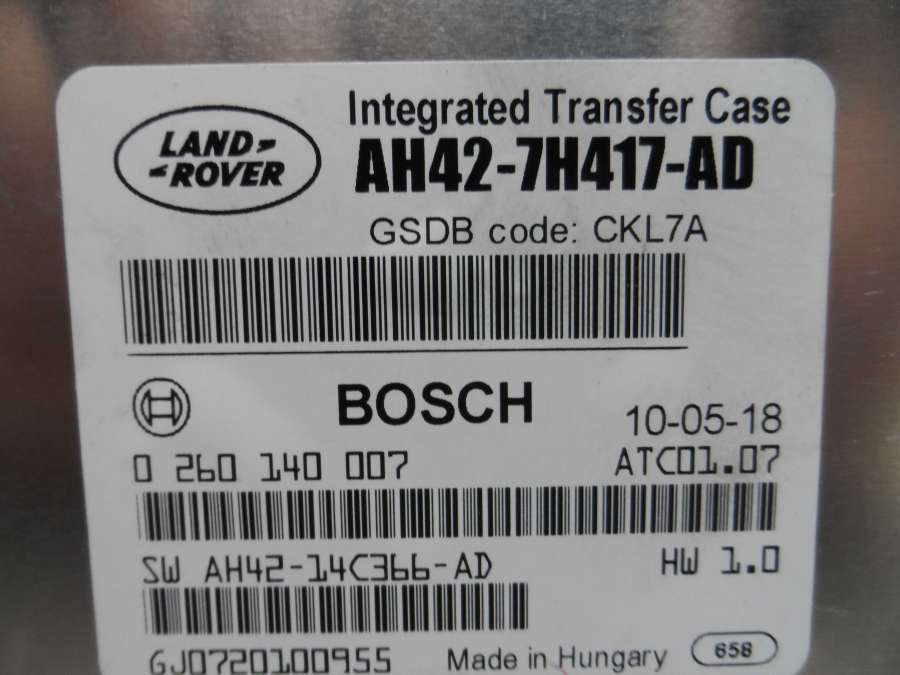 LAND ROVER
Integrated Transfer Case
AH42-7H417-AD
GSDB code: CKL7A
BOSCH
10-05-18
0 260 140 007
ATC01.07
SW AH42-14C366-AD
HW 1.0
GJ0720100955
Made in Hungary
658